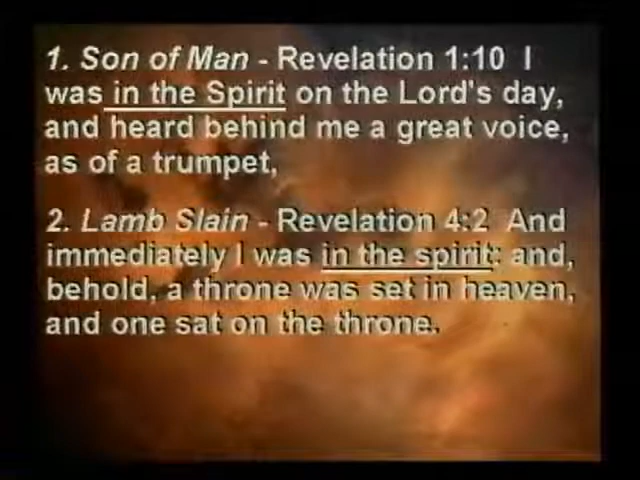 1. Son of Man - Revelation 1:10 I
was in the Spirit on the Lord's day,
and heard behind me a great voice,
as of a trumpet,
2. Lamb Slain - Revelation 4:2 And
immediately I was in the spirit: and,
behold, a throne was set in heaven,
and one sat on the throne.